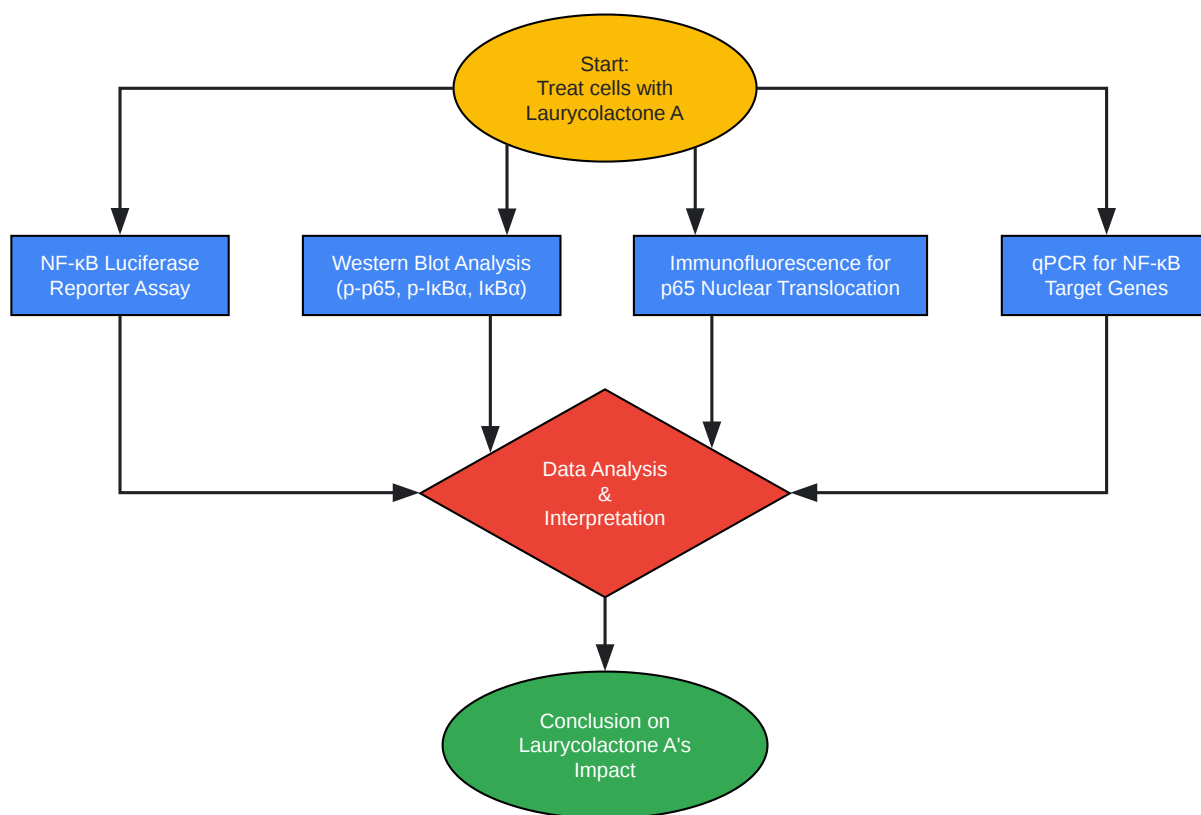 Start:
Treat cells with
Laurycolactone A
NF-κB Luciferase
Reporter Assay
Western Blot Analysis
(p-p65, p-IκBα, IκBα)
Immunofluorescence for
p65 Nuclear Translocation
qPCR for NF-κB
Target Genes
Data Analysis
&
Interpretation
Conclusion on
Laurycolactone A's
Impact